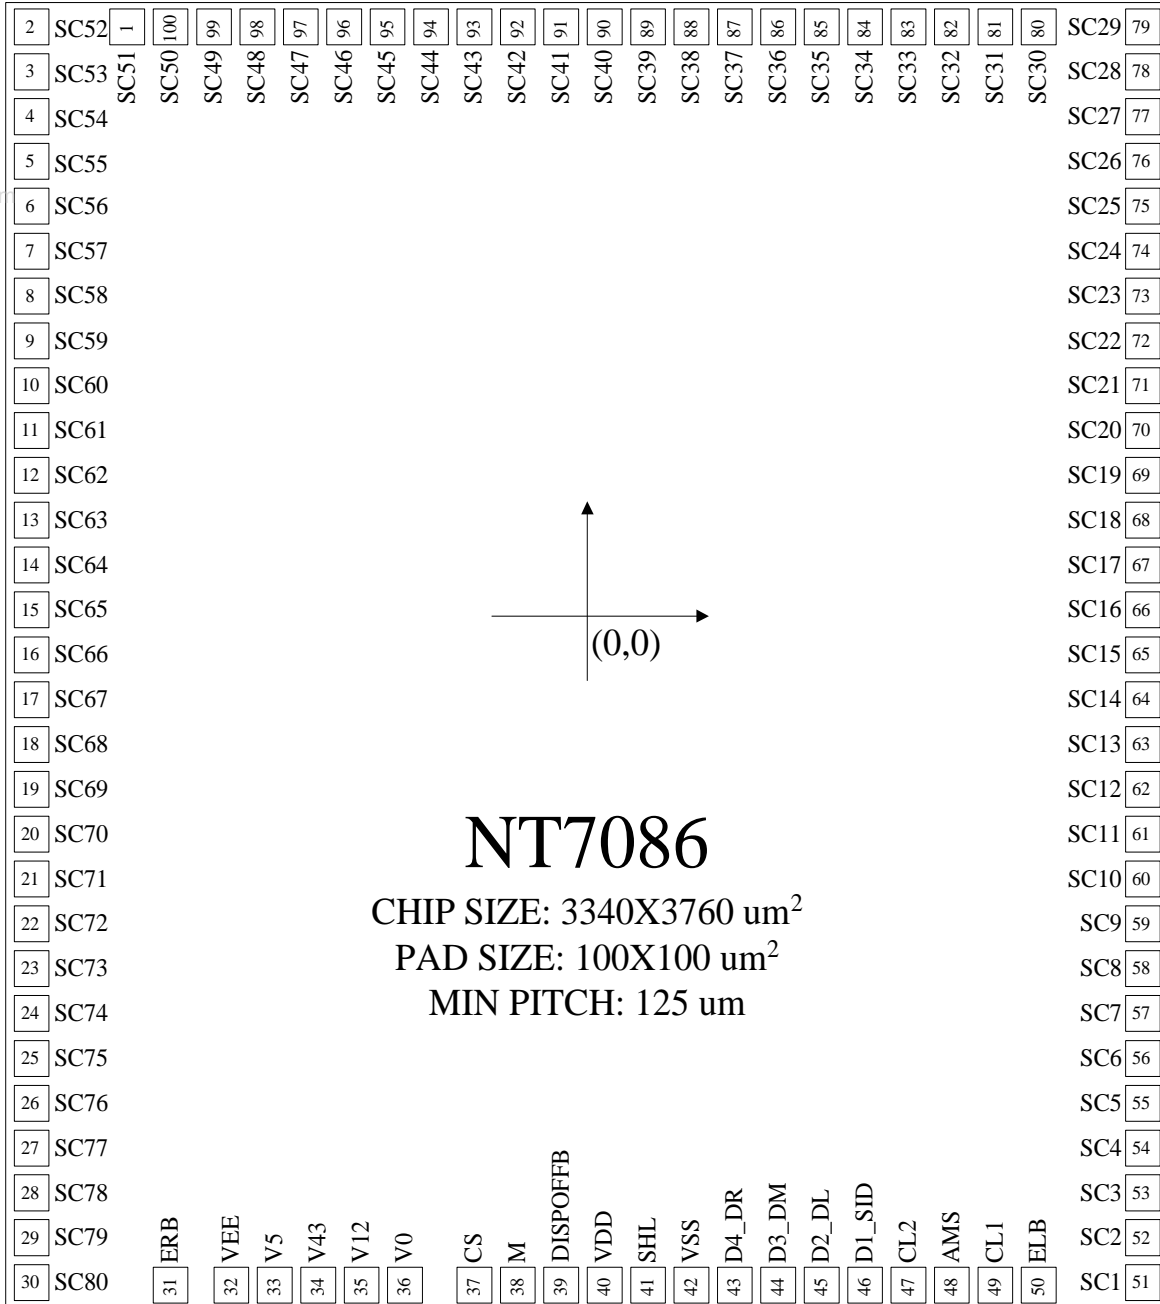 2 SC52 1 100 99 98 97 96 95 94 93 92 91 90 89 88 87 86 85 84 83 82 81 80 SC29 79
3 SC53 SC51 SC50 SC49 SC48 SC47 SC46 SC45 SC44 SC43 SC42 SC41 SC40 SC39 SC38 SC37 SC36 SC35 SC34 SC33 SC32 SC31 SC30 SC28 78
4 SC54 SC27 77
5 SC55 SC26 76
6 SC56 SC25 75
7 SC57 SC24 74
8 SC58 SC23 73
9 SC59 SC22 72
10 SC60 SC21 71
11 SC61 SC20 70
12 SC62 SC19 69
13 SC63 SC18 68
14 SC64 SC17 67
15 SC65 SC16 66
(0,0)
16 SC66 SC15 65
17 SC67 SC14 64
18 SC68 SC13 63
19 SC69 SC12 62
20 SC70 NT7086 SC11 61
21 SC71 SC10 60
22 SC72 CHIP SIZE: 3340X3760 um² SC9 59
23 SC73 PAD SIZE: 100X100 um² SC8 58
24 SC74 MIN PITCH: 125 um SC7 57
25 SC75 SC6 56
26 SC76 SC5 55
27 SC77 SC4 54
28 SC78 SC3 53
29 SC79 ERB VEE V5 V43 V12 V0 CS M DISPOFFB VDD SHL VSS D4_DR D3_DM D2_DL D1_SID CL2 AMS CL1 ELB SC2 52
30 SC80 31 32 33 34 35 36 37 38 39 40 41 42 43 44 45 46 47 48 49 50 SC1 51